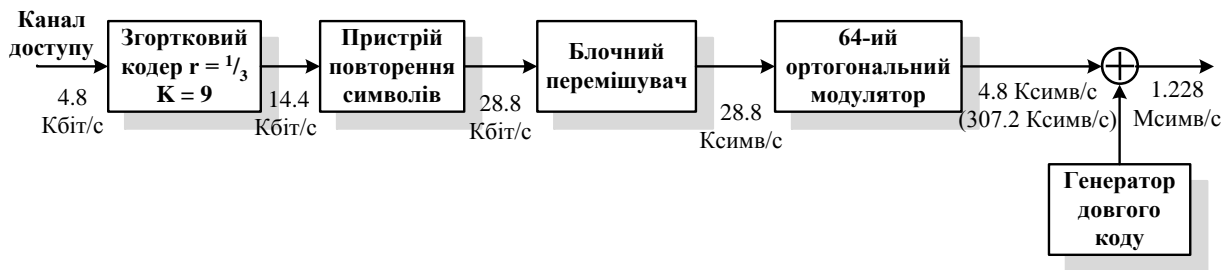 Канал
доступу
4.8
Кбіт/с
Згортковий
кодер r = 1/3
K = 9
14.4
Кбіт/с
Пристрій
повторення
символів
28.8
Кбіт/с
Блочний
перемішувач
28.8
Ксимв/с
64-ий
ортогональний
модулятор
4.8 Ксимв/с
(307.2 Ксимв/с)
1.228
Мсимв/с
Генератор
довгого
коду